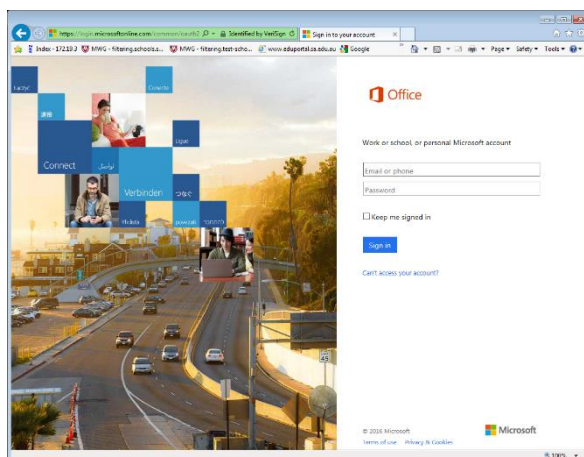 https://login.microsoftonline.com/common/oauth2
Identified by VeriSign
Sign in to your account
Index - 172.19.3
MWG - filtering.schools.s...
MWG - filtering.test-scho...
www.eduportal.sa.edu.au
Google
Page
Safety
Tools
Office
Work or school, or personal Microsoft account
Email or phone
Password
Keep me signed in
Sign in
Can't access your account?
Connect
Verbinden
45
© 2016 Microsoft
Microsoft
Terms of use
Privacy & Cookies
100%